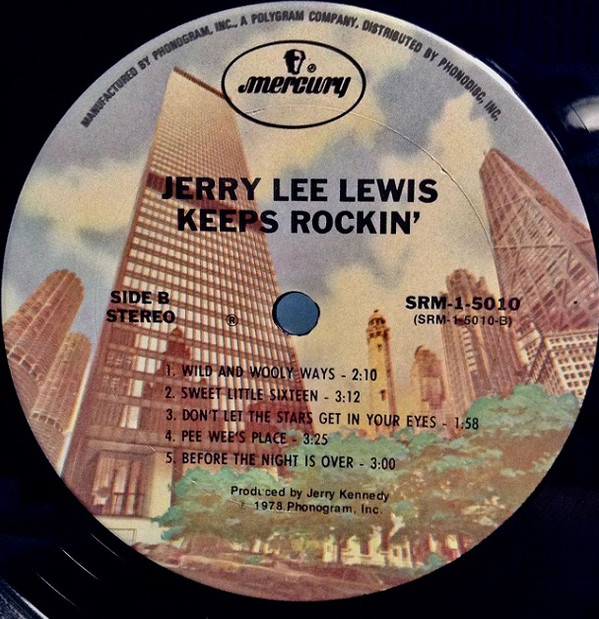 MANUFACTURED BY PHONOGRAM, INC., A POLYGRAM COMPANY. DISTRIBUTED BY PHONODISC, INC.
mercury
JERRY LEE LEWIS
KEEPS ROCKIN'
SIDE B
STEREO
®
SRM-1-5010
(SRM-1-5010-B)
1. WILD AND WOOLY WAYS - 2:10
2. SWEET LITTLE SIXTEEN - 3:12
3. DON'T LET THE STARS GET IN YOUR EYES - 1:58
4. PEE WEE'S PLACE - 3:25
5. BEFORE THE NIGHT IS OVER - 3:00
Produced by Jerry Kennedy
1978 Phonogram, Inc.